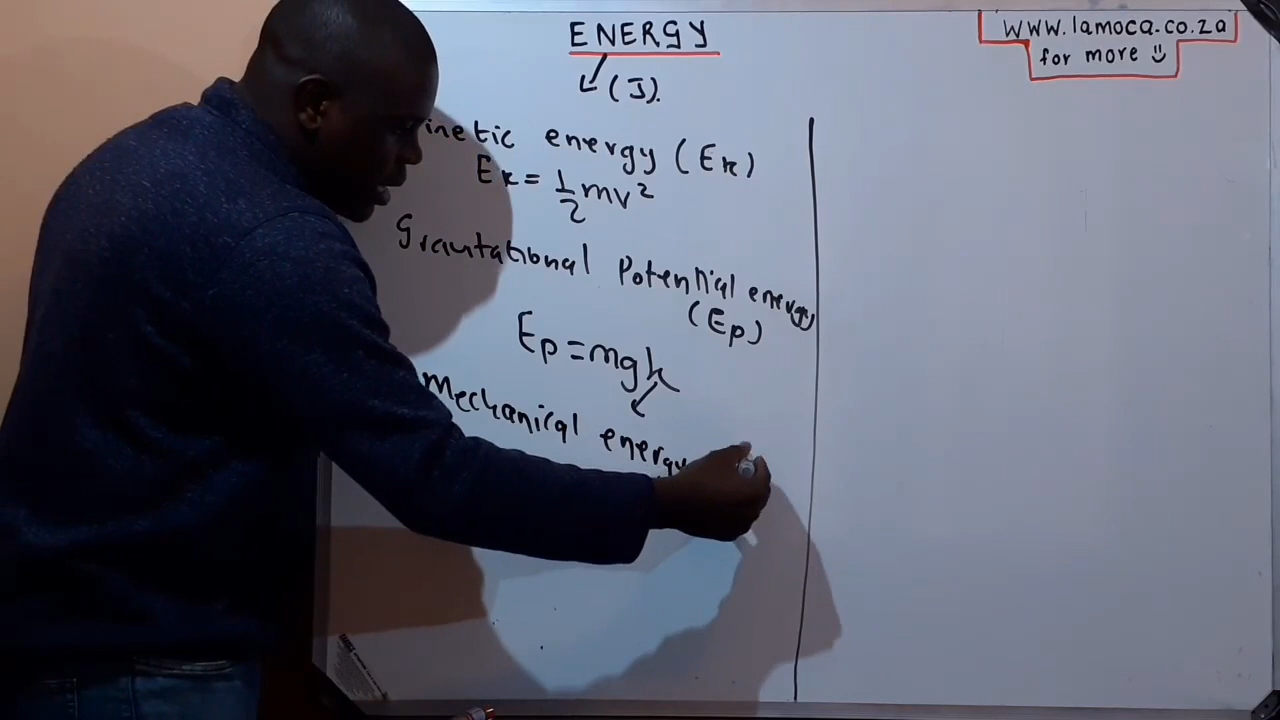 ENERGY
(J).
www.lamoca.co.za
for more
inetic energy (Ek)
Ek = 1/2 mv²
Gravitational Potential energy
(Ep)
Ep = mgh
Mechanical energy